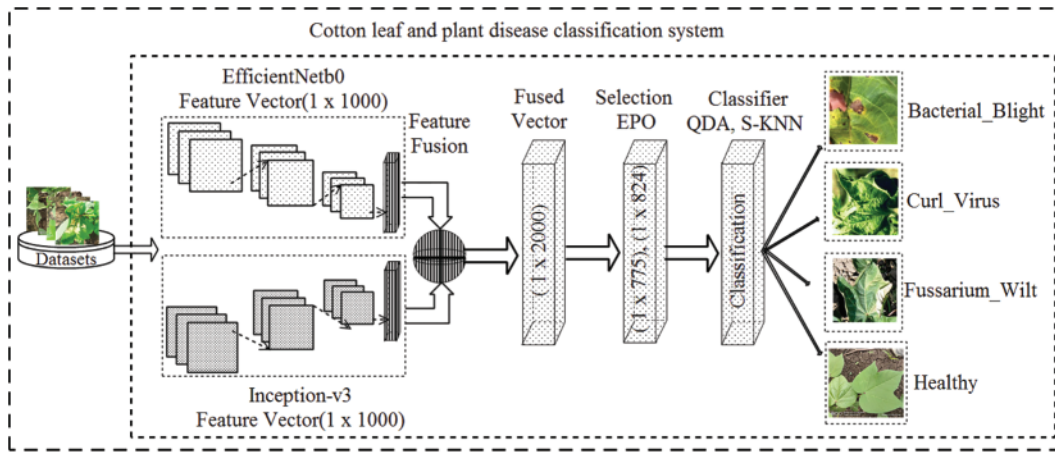 Cotton leaf and plant disease classification system
EfficientNetb0
Feature Vector(1 x 1000)
Feature
Fusion
Fused
Vector
Selection
EPO
Classifier
QDA, S-KNN
Datasets
(1 x 2000)
(1 x 775), (1 x 824)
Classification
Bacterial_Blight
Curl_Virus
Fussarium_Wilt
Healthy
Inception-v3
Feature Vector(1 x 1000)